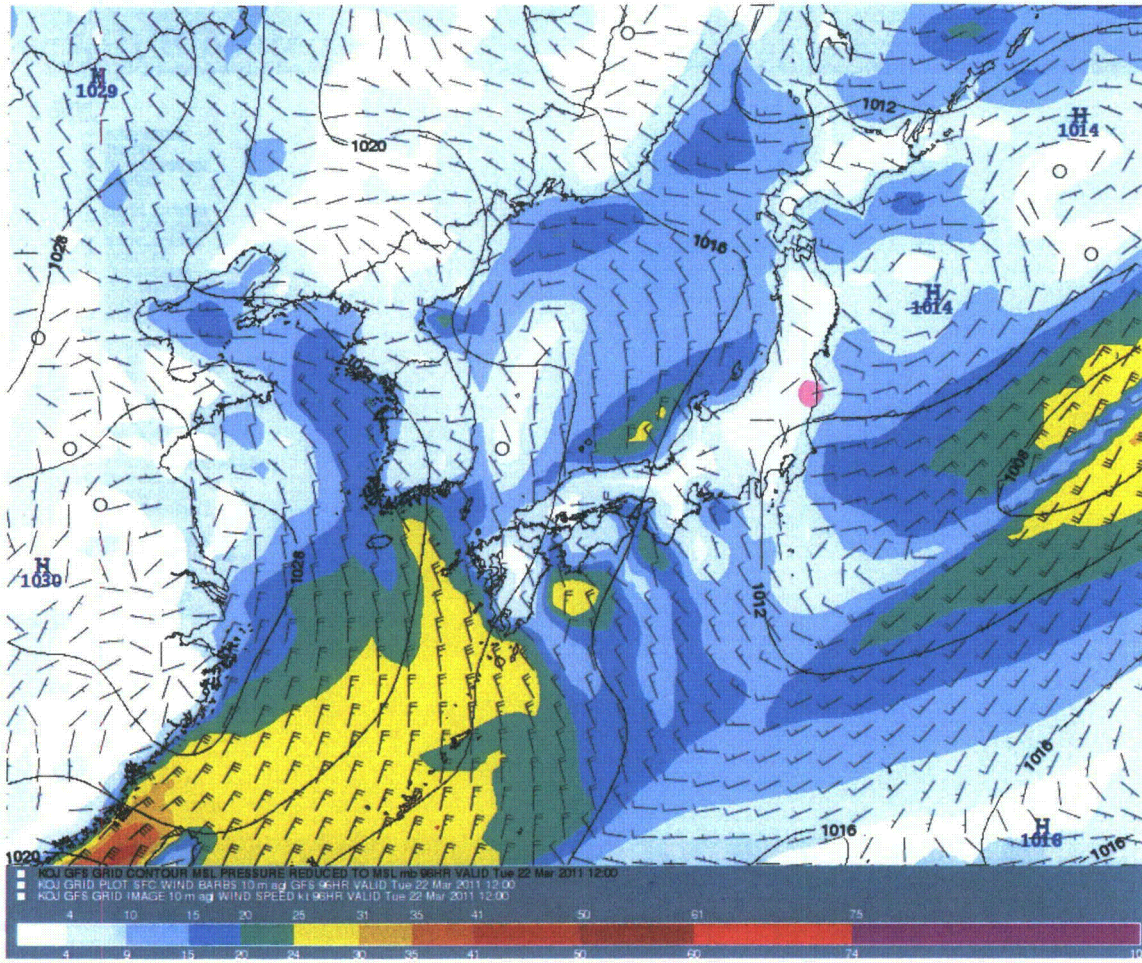 H
1029
1012
H
1014
1020
1028
1016
H
1014
1008
H
1030
1028
1012
1016
1016
H
1016
1016
1020
KOJ GFS GRID CONTOUR MSL PRESSURE REDUCED TO MSL mb 96HR VALID Tue 22 Mar 2011 12:00
KOJ GRID PLOT SFC WIND BARBS 10 m agl GFS 96HR VALID Tue 22 Mar 2011 12:00
KOJ GFS GRID IMAGE 10 m agl WIND SPEED kt 96HR VALID Tue 22 Mar 2011 12:00
4 10 15 20 25 31 35 41 50 61 75
4 9 15 20 24 30 35 40 50 60 74